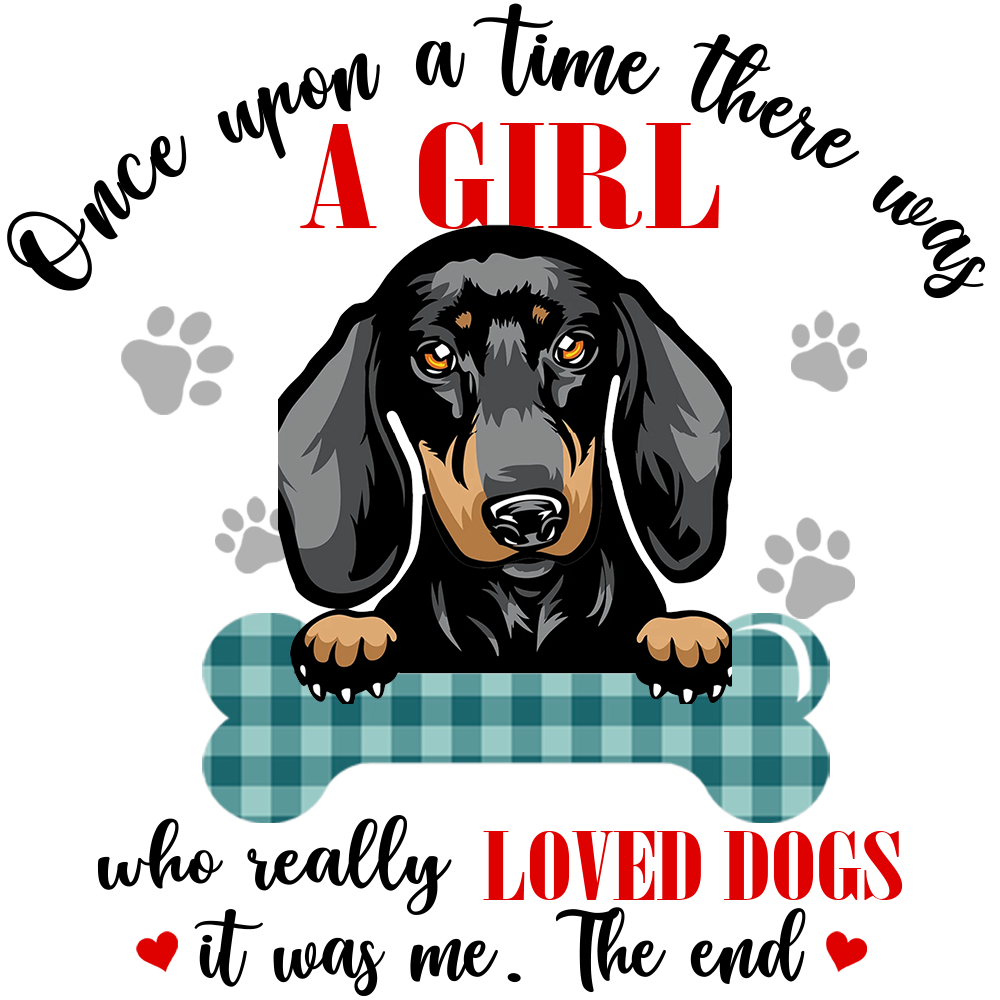 Once upon a time there was
A GIRL
who really LOVED DOGS
it was me. The end